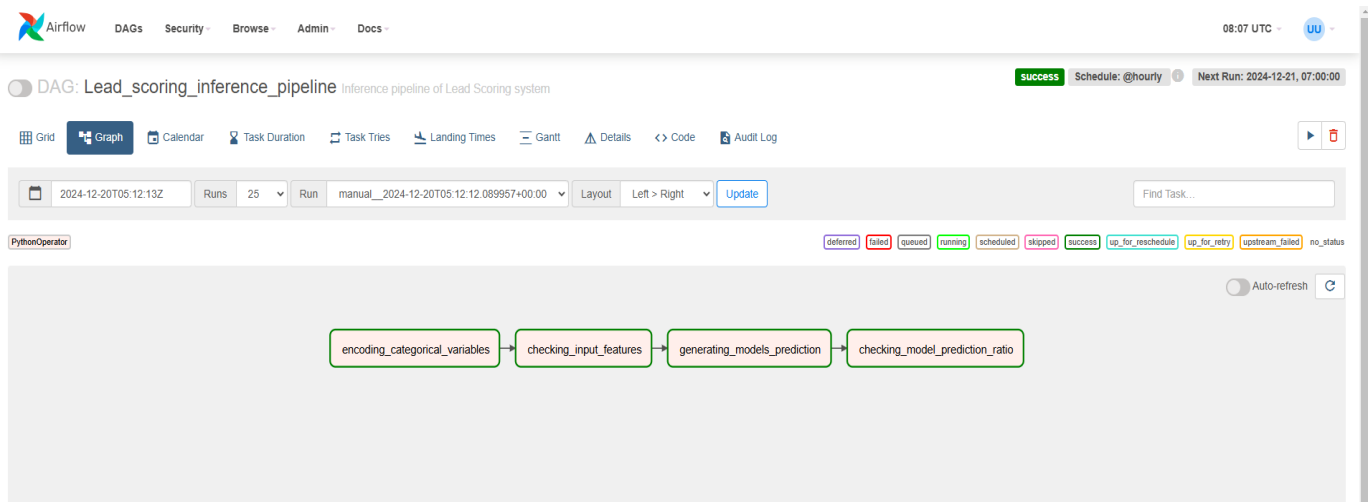 Airflow DAGs Security Browse Admin Docs 08:07 UTC UU
DAG: Lead_scoring_inference_pipeline Inference pipeline of Lead Scoring system success Schedule: @hourly i Next Run: 2024-12-21, 07:00:00
Grid Graph Calendar Task Duration Task Tries Landing Times Gantt Details Code Audit Log
2024-12-20T05:12:13Z Runs 25 Run manual__2024-12-20T05:12:12.089957+00:00 Layout Left > Right Update Find Task...
PythonOperator deferred failed queued running scheduled skipped success up_for_reschedule up_for_retry upstream_failed no_status
Auto-refresh
encoding_categorical_variables checking_input_features generating_models_prediction checking_model_prediction_ratio